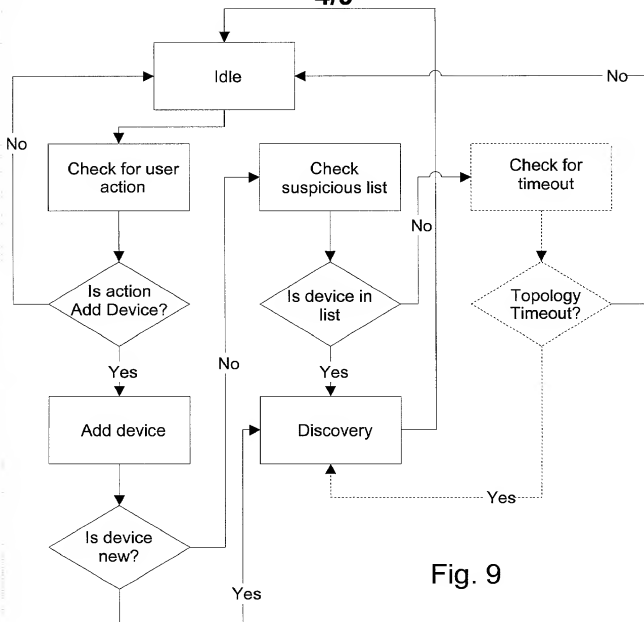 Idle
No
No
Check for user
action
Check
suspicious list
Check for
timeout
No
Is action
Add Device?
Is device in
list
Topology
Timeout?
Yes
No
Yes
Add device
Discovery
Yes
Is device
new?
Fig. 9
Yes